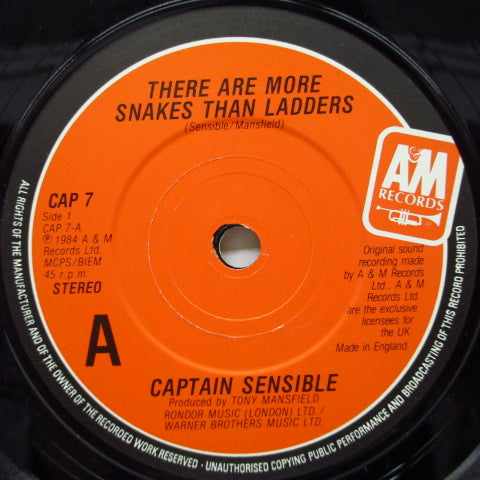 THERE ARE MORE
SNAKES THAN LADDERS
(Sensible/Mansfield)
A&M
RECORDS
CAP 7
Side 1
CAP 7-A
℗ 1984 A & M
Records Ltd.
MCPS/BIEM
45 r.p.m.
STEREO
Original sound
recording made
by A & M Records
Ltd.. A & M
Records Ltd.
are the exclusive
licensees for
the UK
Made in England
A
CAPTAIN SENSIBLE
Produced by TONY MANSFIELD
RONDOR MUSIC (LONDON) LTD./
WARNER BROTHERS MUSIC LTD.
ALL RIGHTS OF THE MANUFACTURER AND OF THE OWNER OF THE RECORDED WORK RESERVED · UNAUTHORISED COPYING PUBLIC PERFORMANCE AND BROADCASTING OF THIS RECORD PROHIBITED